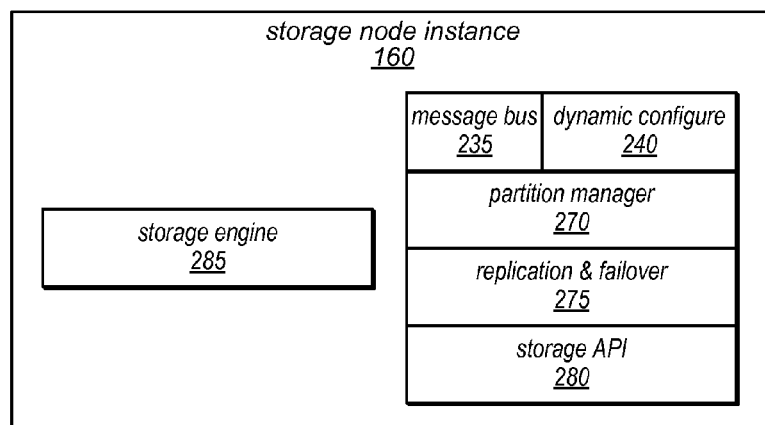 storage node instance
160
message bus
235
dynamic configure
240
partition manager
270
storage engine
285
replication & failover
275
storage API
280